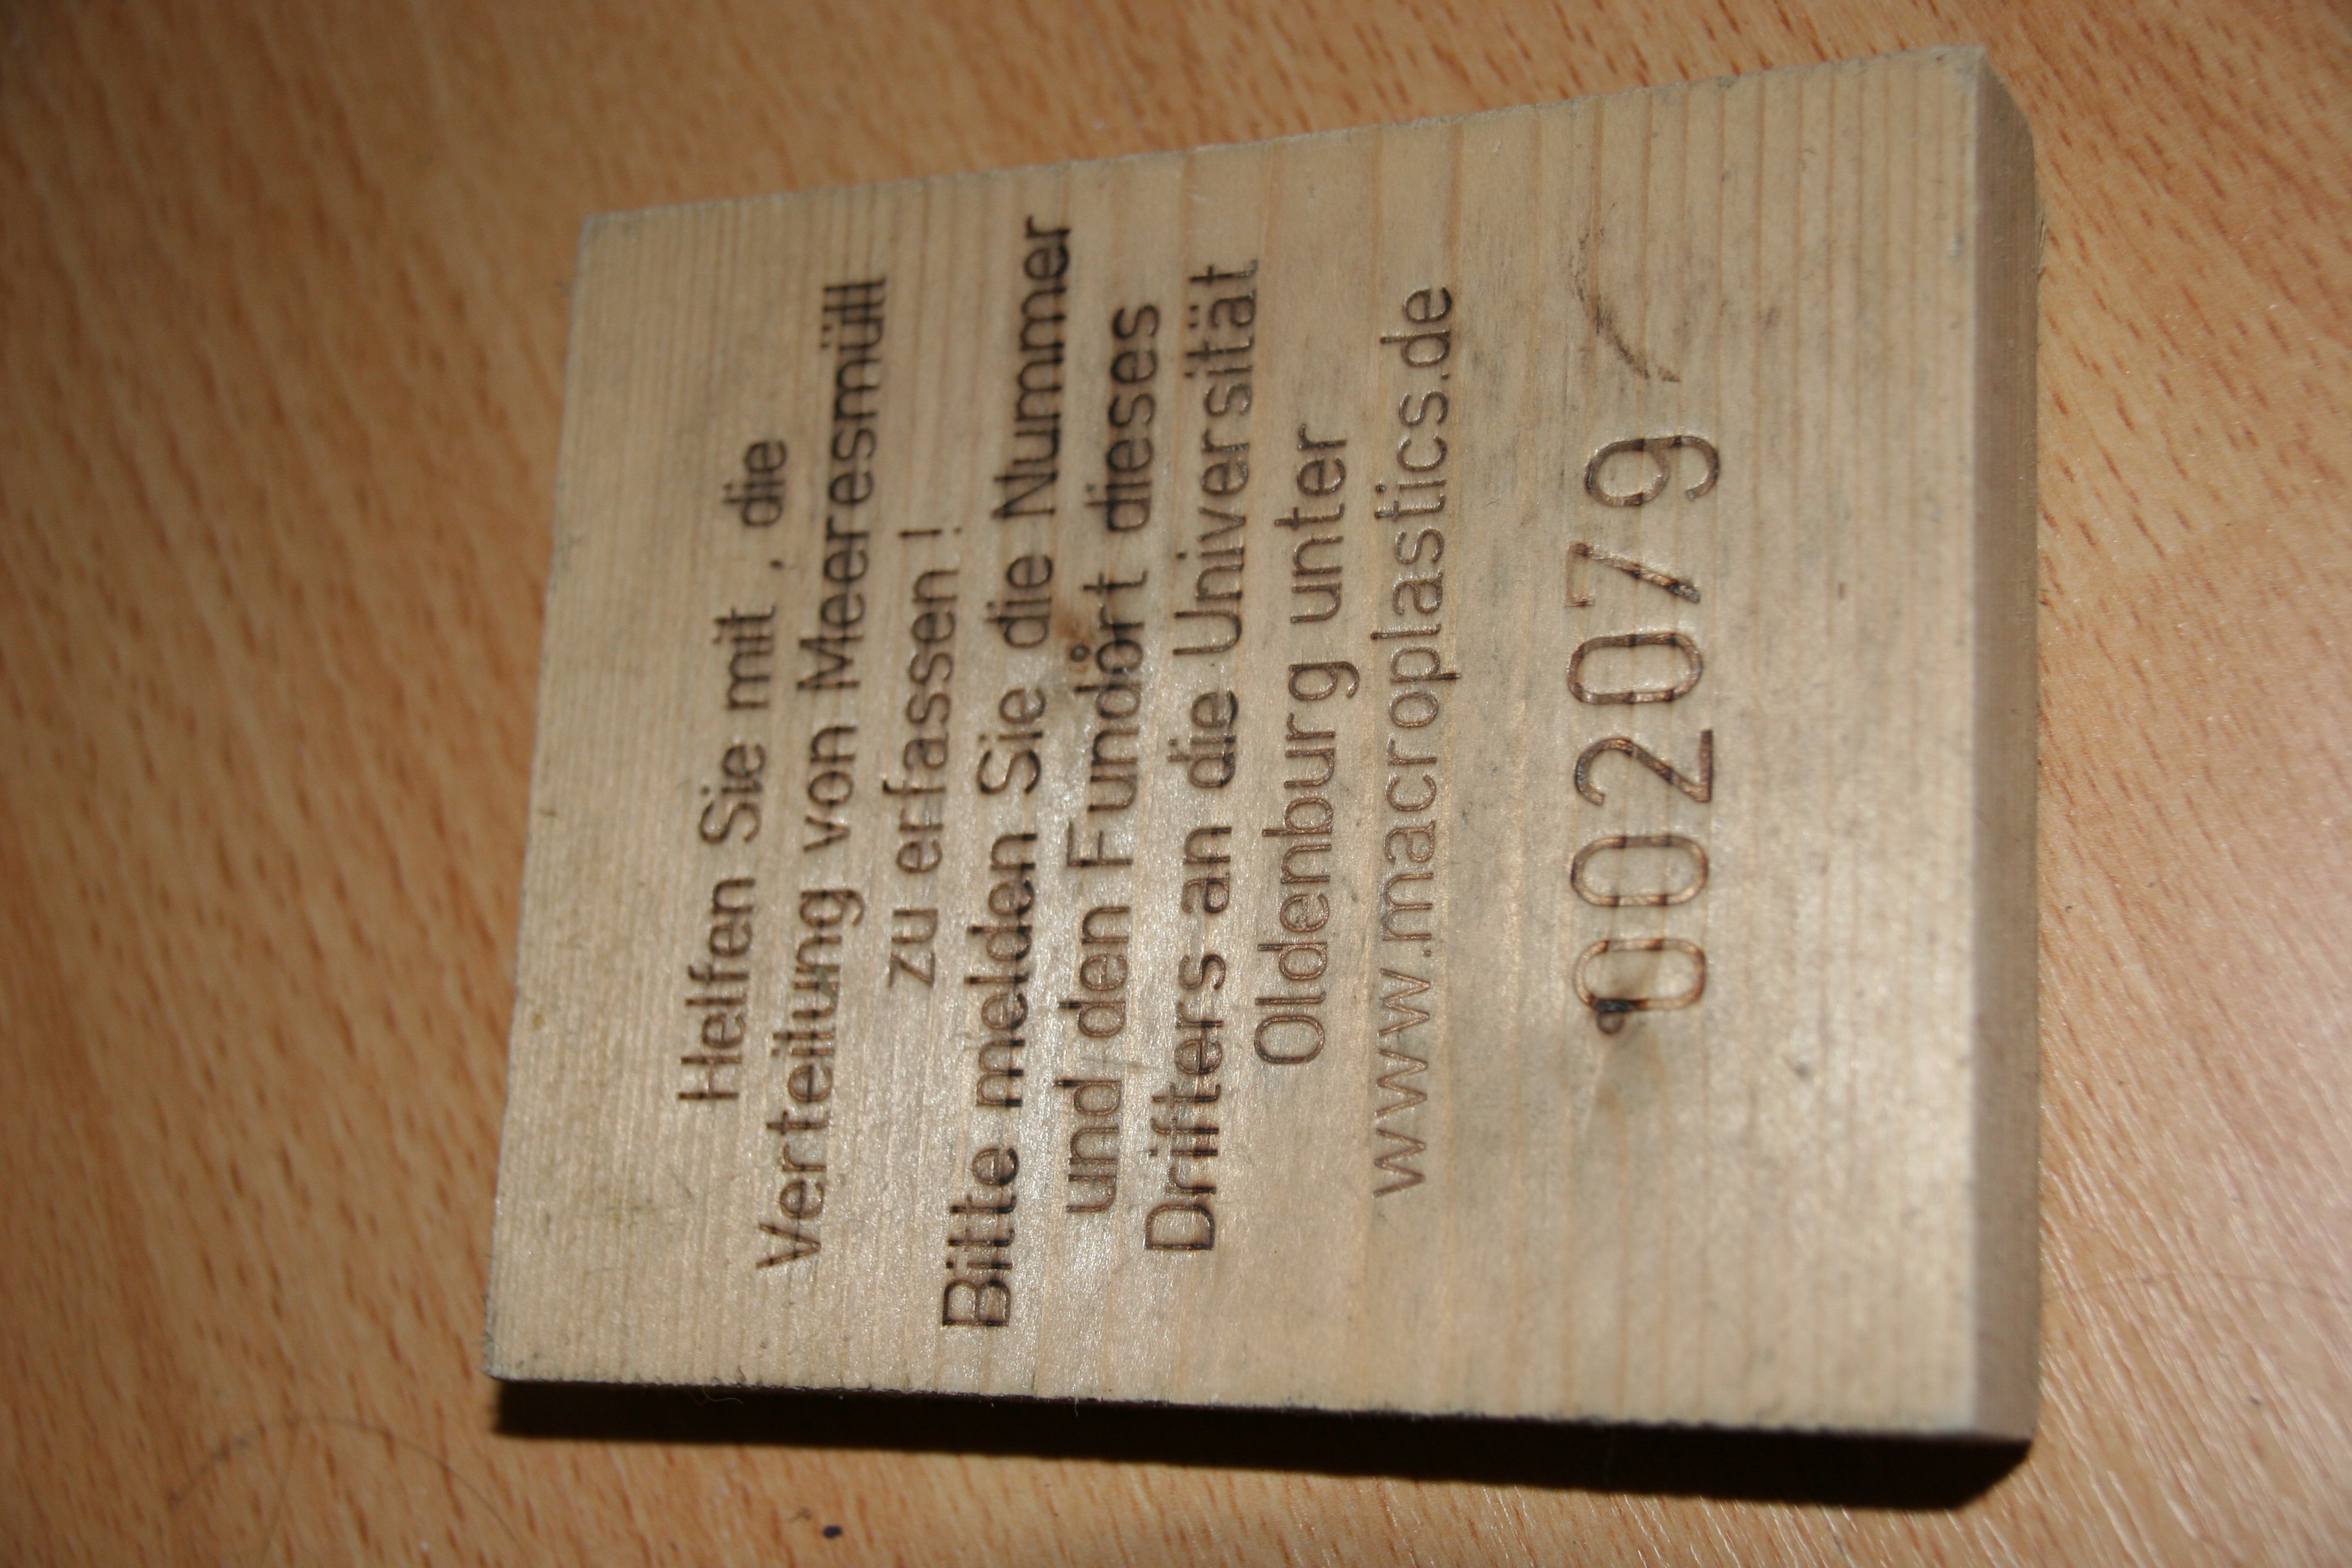 Helfen Sie mit , die
Verteilung von Meeresmüll
zu erfassen !
Bitte melden Sie die Nummer
und den Fundort dieses
Drifters an die Universität
Oldenburg unter
www.macroplastics.de
002079